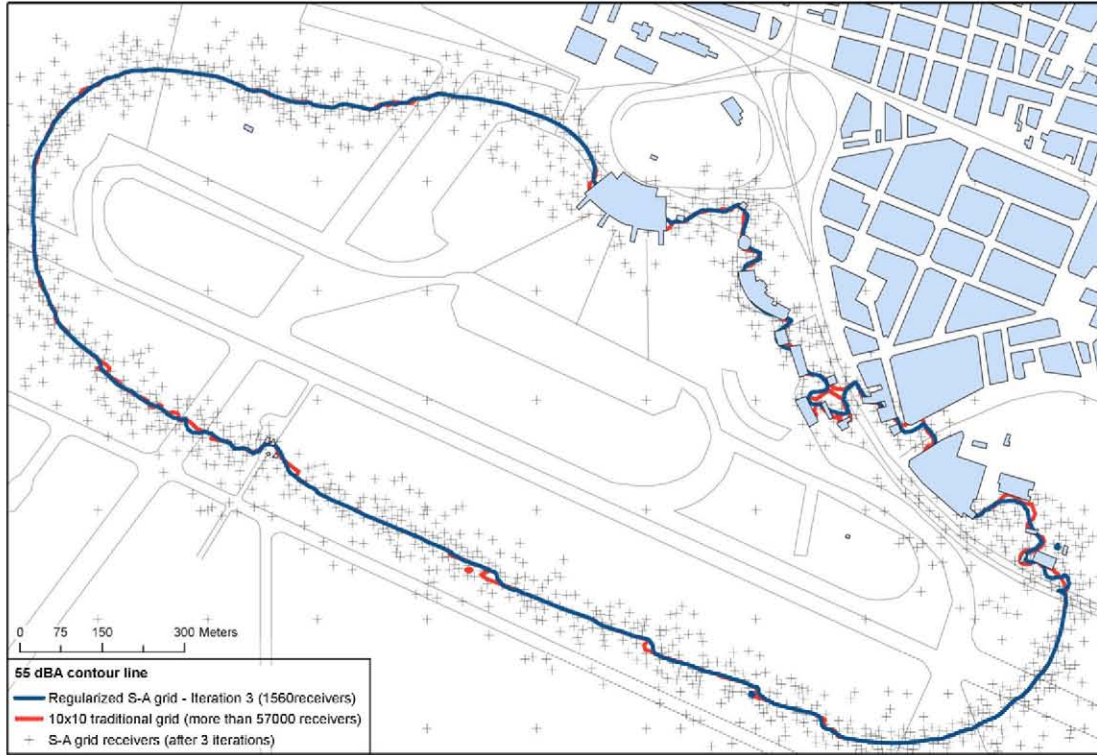 0 75 150 300 Meters
55 dBA contour line
Regularized S-A grid - Iteration 3 (1560receivers)
10x10 traditional grid (more than 57000 receivers)
S-A grid receivers (after 3 iterations)